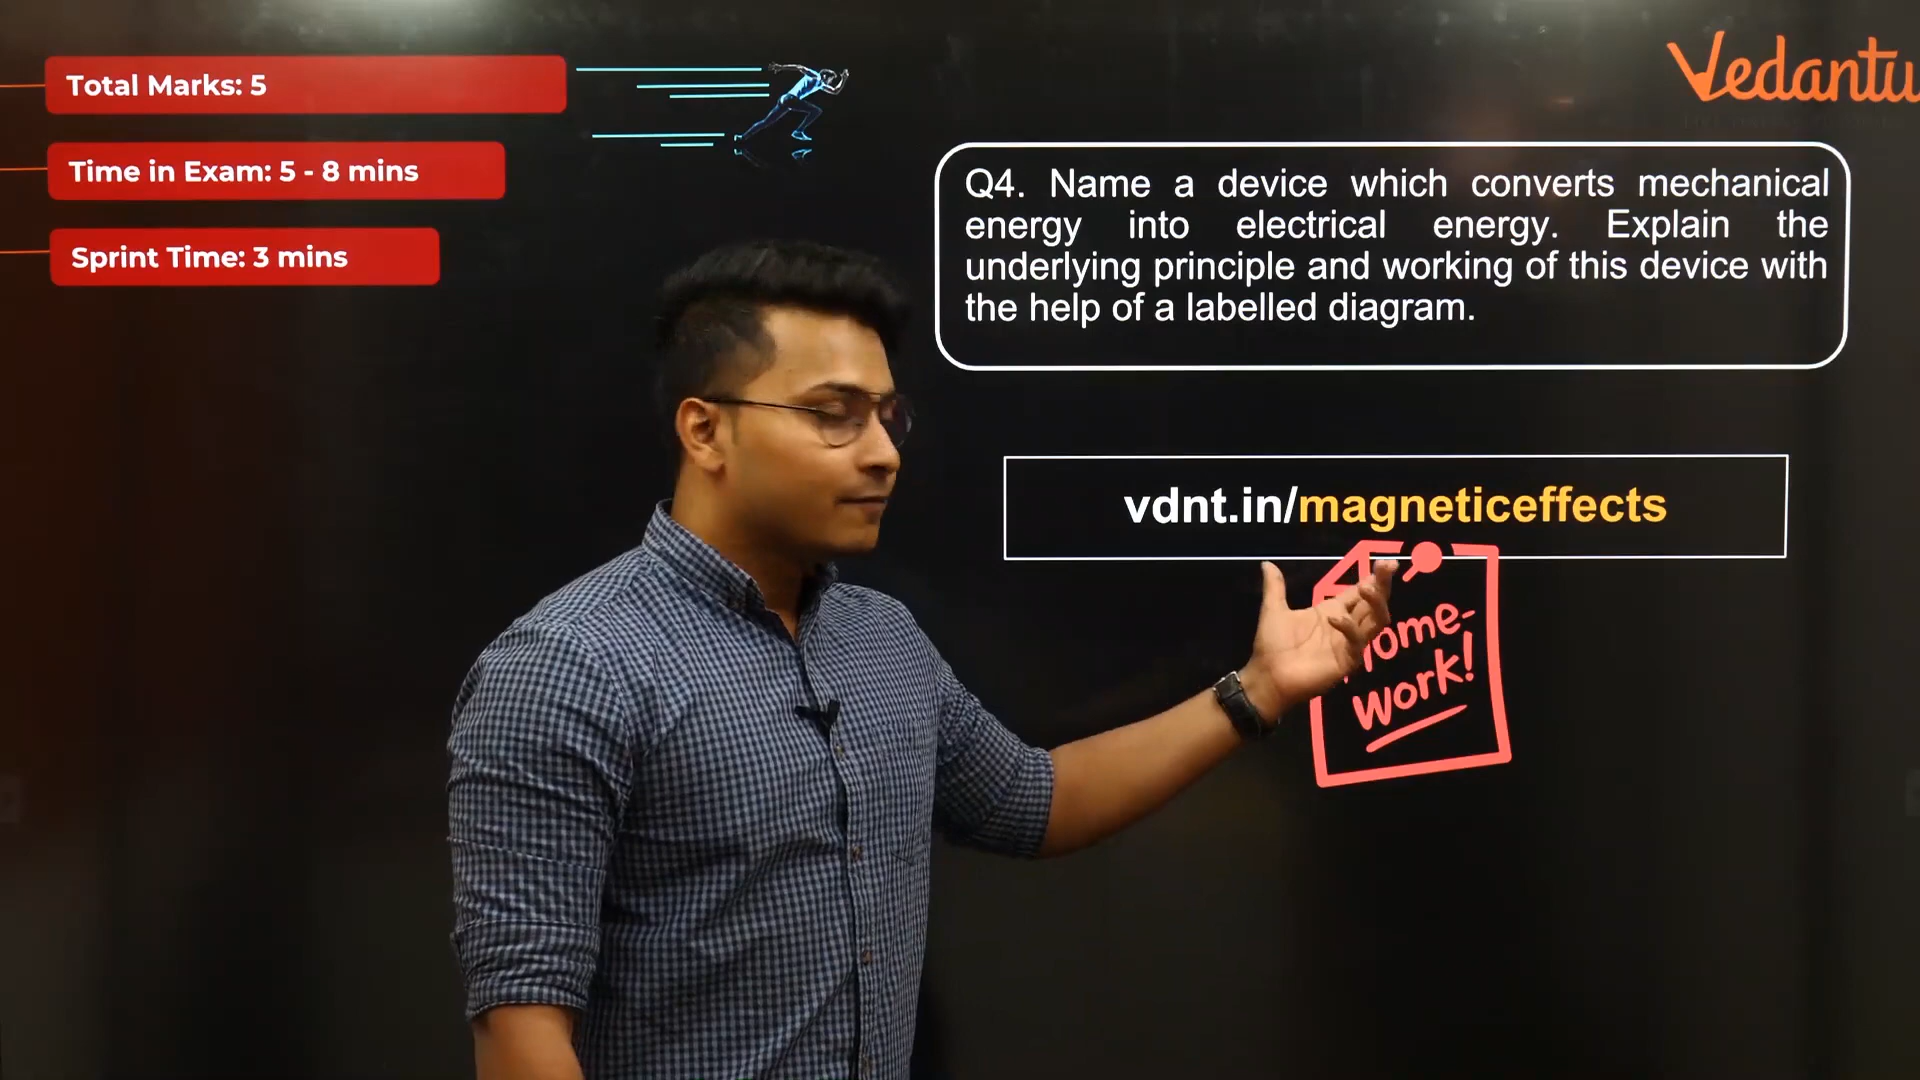 Total Marks: 5
Time in Exam: 5 - 8 mins
Sprint Time: 3 mins
Vedantu
Q4. Name a device which converts mechanical
energy into electrical energy. Explain the
underlying principle and working of this device with
the help of a labelled diagram.
vdnt.in/magneticeffects
Home-
work!